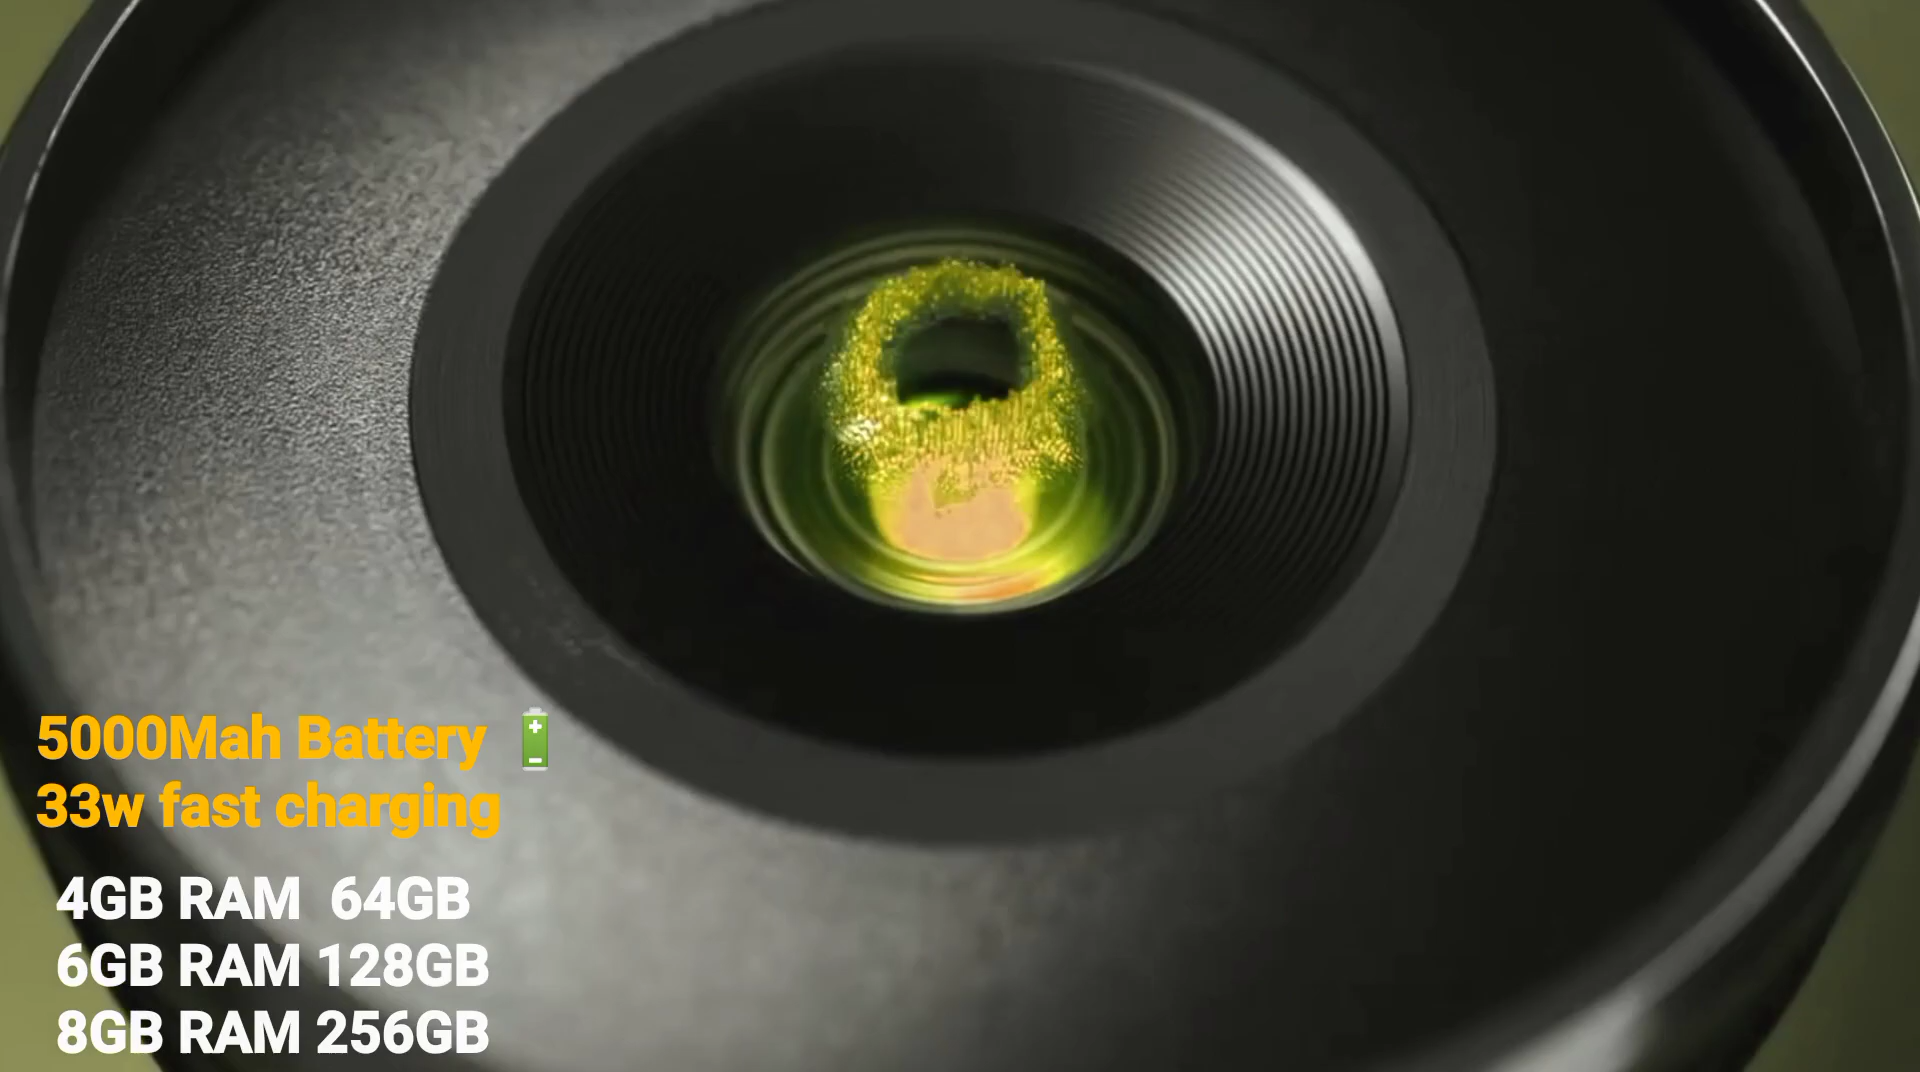 5000Mah Battery 🔋
33w fast charging
4GB RAM 64GB
6GB RAM 128GB
8GB RAM 256GB